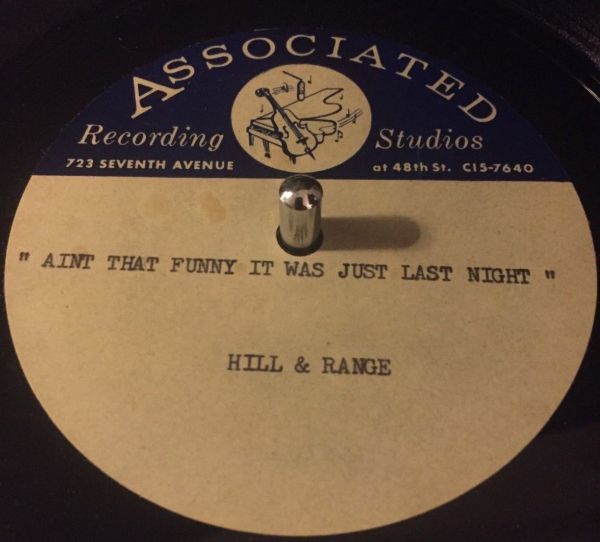 ASSOCIATED
Recording Studios
723 SEVENTH AVENUE at 48th St. CI5-7640
" AINT THAT FUNNY IT WAS JUST LAST NIGHT "
HILL & RANGE